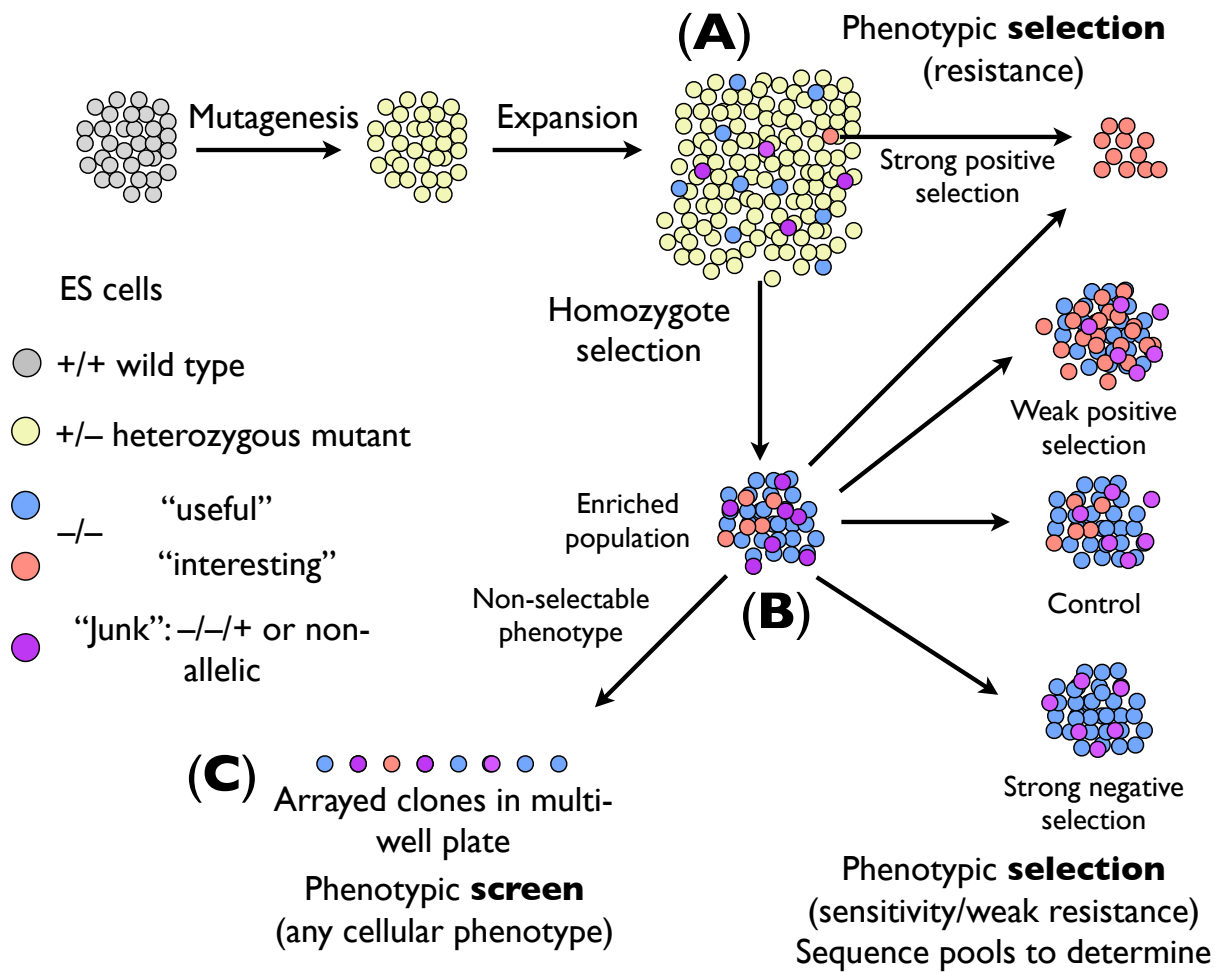 (A)
Phenotypic selection
(resistance)
Mutagenesis
Expansion
Strong positive
selection
ES cells
+/+ wild type
+/– heterozygous mutant
–/–
“useful”
“interesting”
“Junk”: –/–/+ or non-
allelic
Homozygote
selection
Weak positive
selection
Enriched
population
(B)
Control
Non-selectable
phenotype
Strong negative
selection
(C)
Arrayed clones in multi-
well plate
Phenotypic screen
(any cellular phenotype)
Phenotypic selection
(sensitivity/weak resistance)
Sequence pools to determine